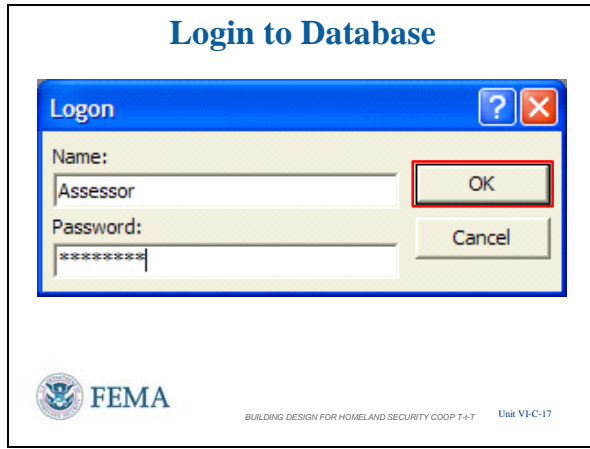 Login to Database
Logon
Name:
Assessor
OK
Password:
********
Cancel
FEMA
BUILDING DESIGN FOR HOMELAND SECURITY COOP T-t-T
Unit VI-C-17